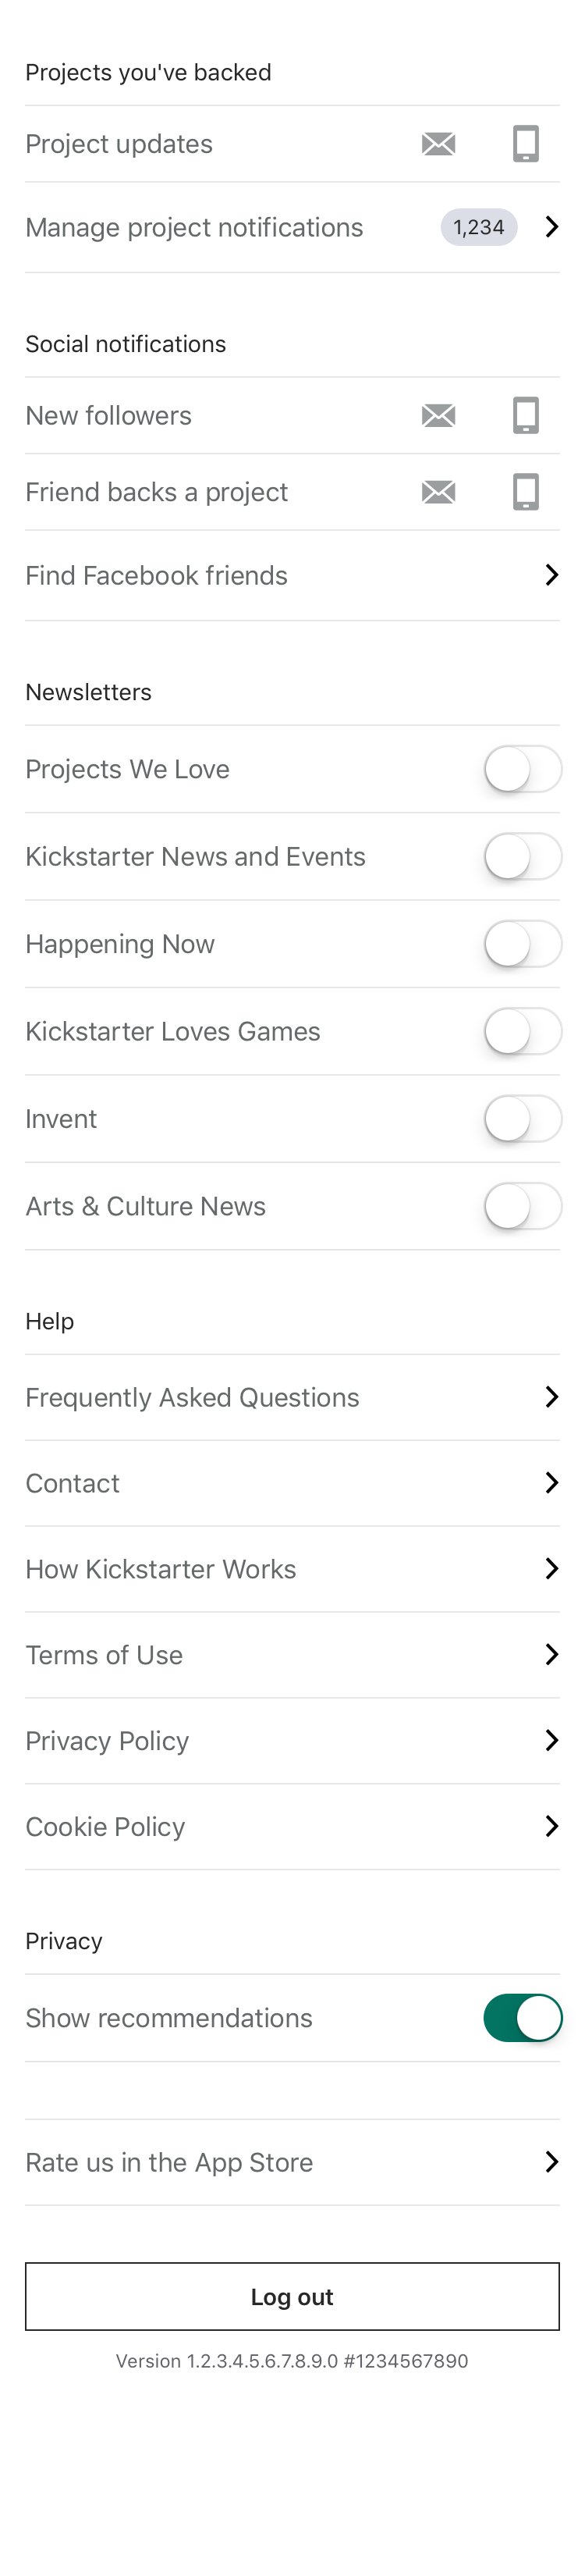 Projects you've backed
Project updates
Manage project notifications 1,234
Social notifications
New followers
Friend backs a project
Find Facebook friends
Newsletters
Projects We Love
Kickstarter News and Events
Happening Now
Kickstarter Loves Games
Invent
Arts & Culture News
Help
Frequently Asked Questions
Contact
How Kickstarter Works
Terms of Use
Privacy Policy
Cookie Policy
Privacy
Show recommendations
Rate us in the App Store
Log out
Version 1.2.3.4.5.6.7.8.9.0 #1234567890